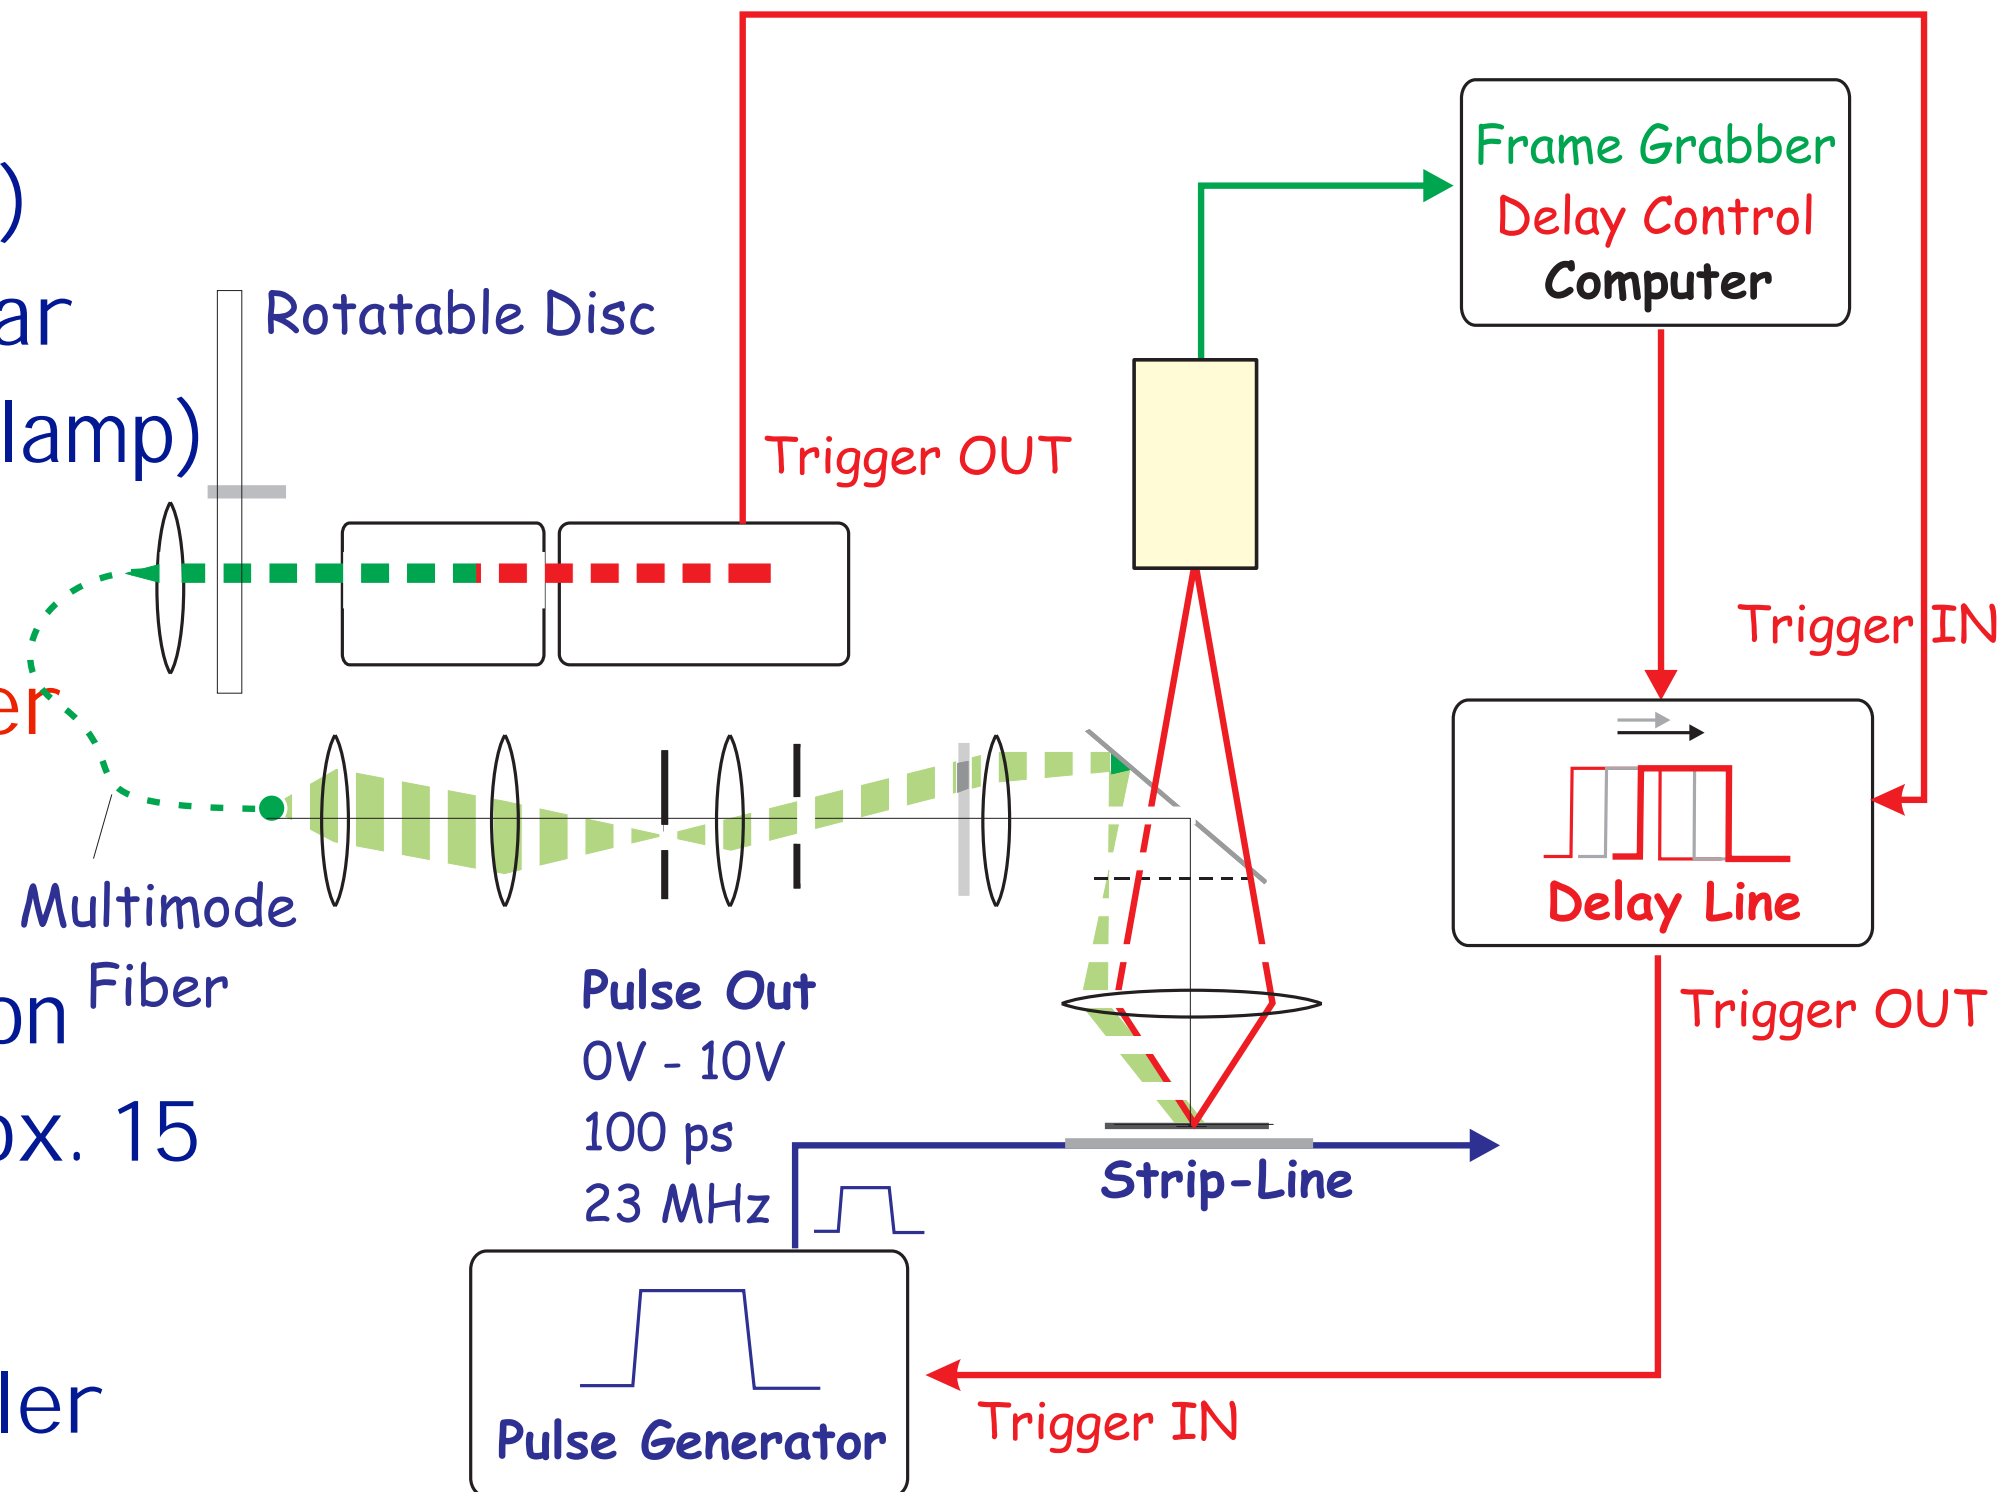 )
ar
lamp)
er
on
ox. 15
ler
Rotatable Disc
Trigger OUT
Frame Grabber
Delay Control
Computer
Trigger IN
Delay Line
Multimode
Fiber
Pulse Out
0V - 10V
100 ps
23 MHz
Strip-Line
Trigger OUT
Pulse Generator
Trigger IN